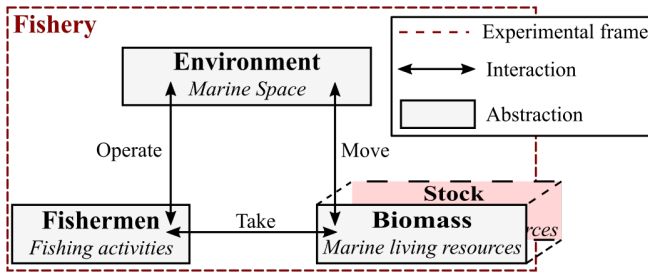 Fishery
Experimental frame
Interaction
Abstraction
Environment
Marine Space
Operate
Move
Stock
Fishermen
Fishing activities
Take
Biomass
Marine living resources